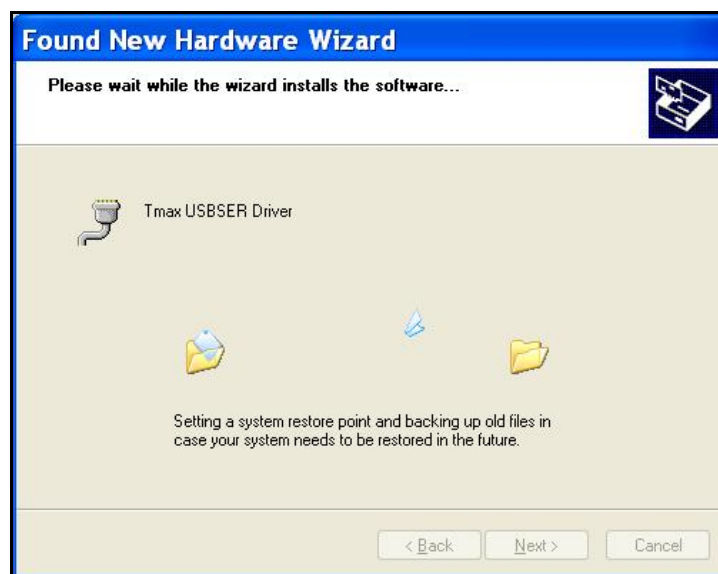 Found New Hardware Wizard
Please wait while the wizard installs the software...
Tmax USBSER Driver
Setting a system restore point and backing up old files in
case your system needs to be restored in the future.
< Back Next > Cancel